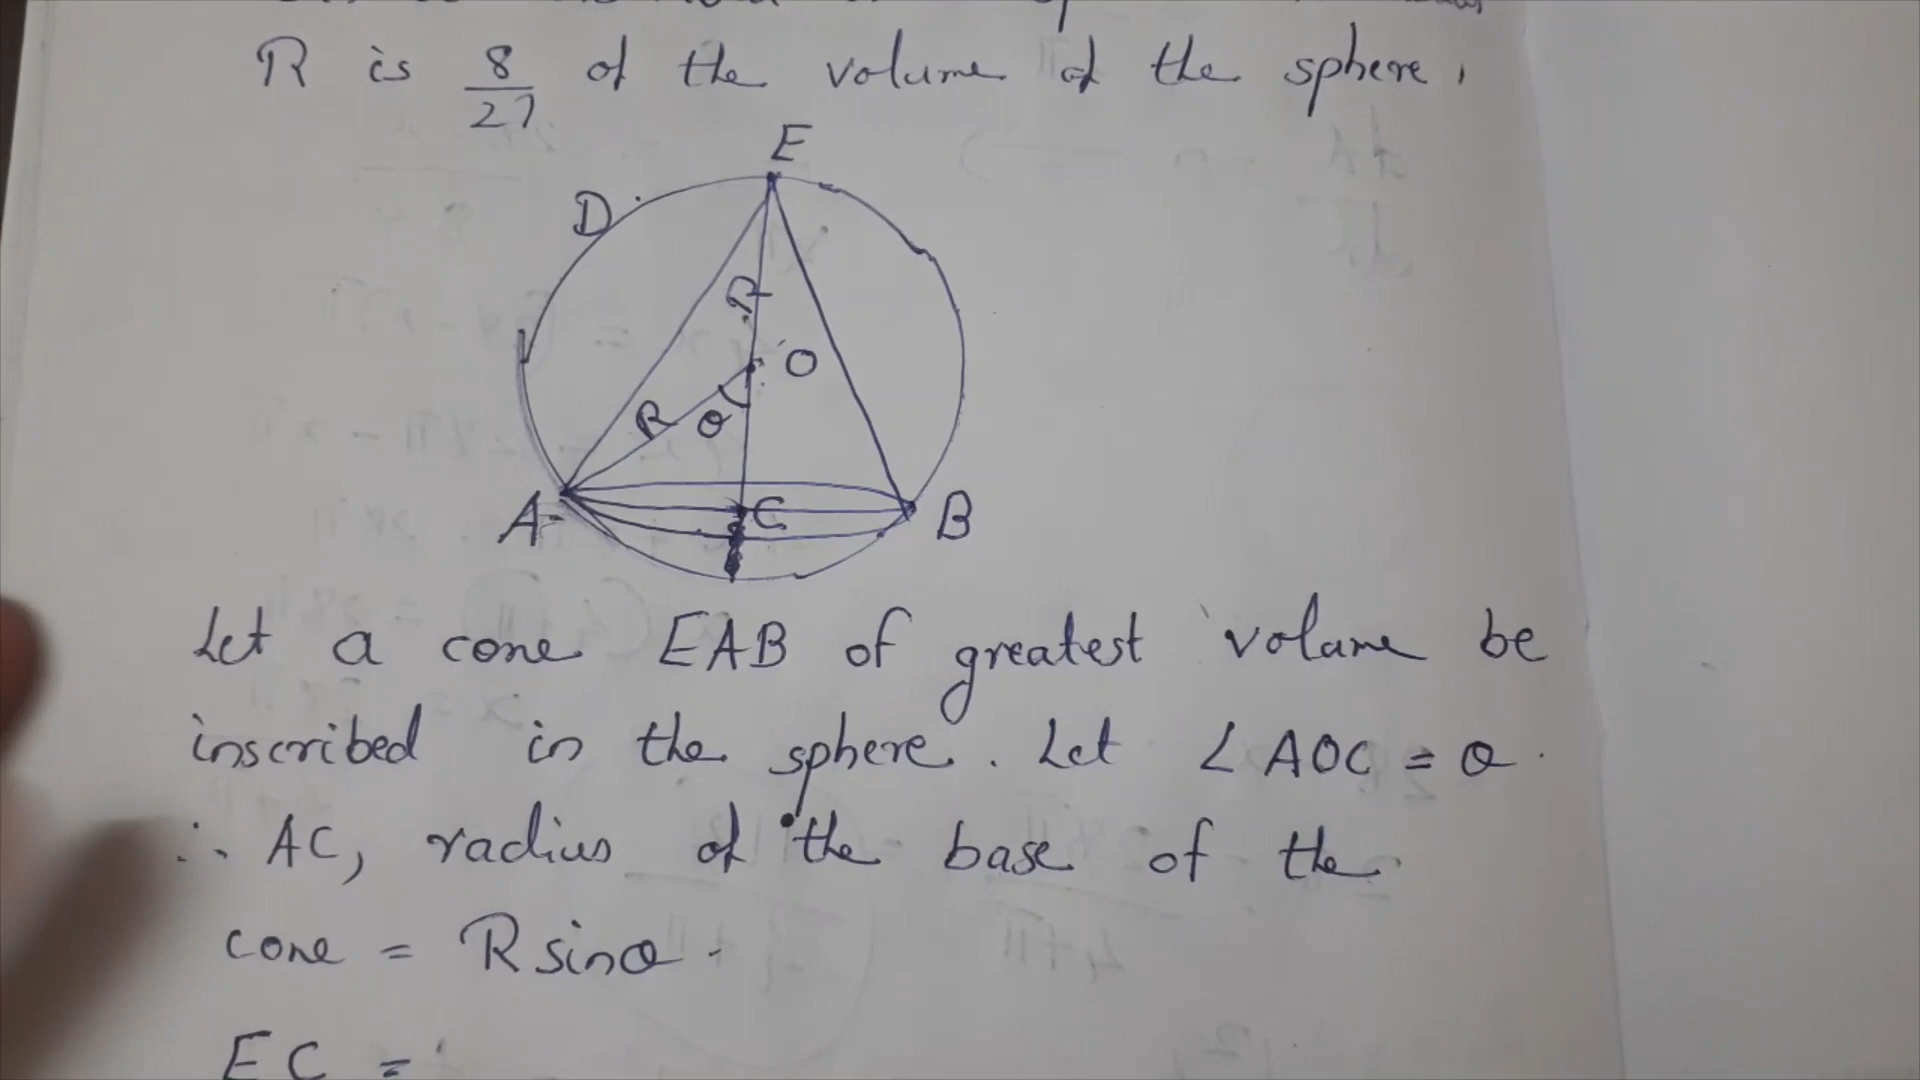 R is 8/27 of the volume of the sphere.
E
D
R
O
R θ
A C B
Let a cone EAB of greatest volume be
inscribed in the sphere. Let ∠AOC = θ.
∴ AC, radius of the base of the
cone = R sinθ.
EC =